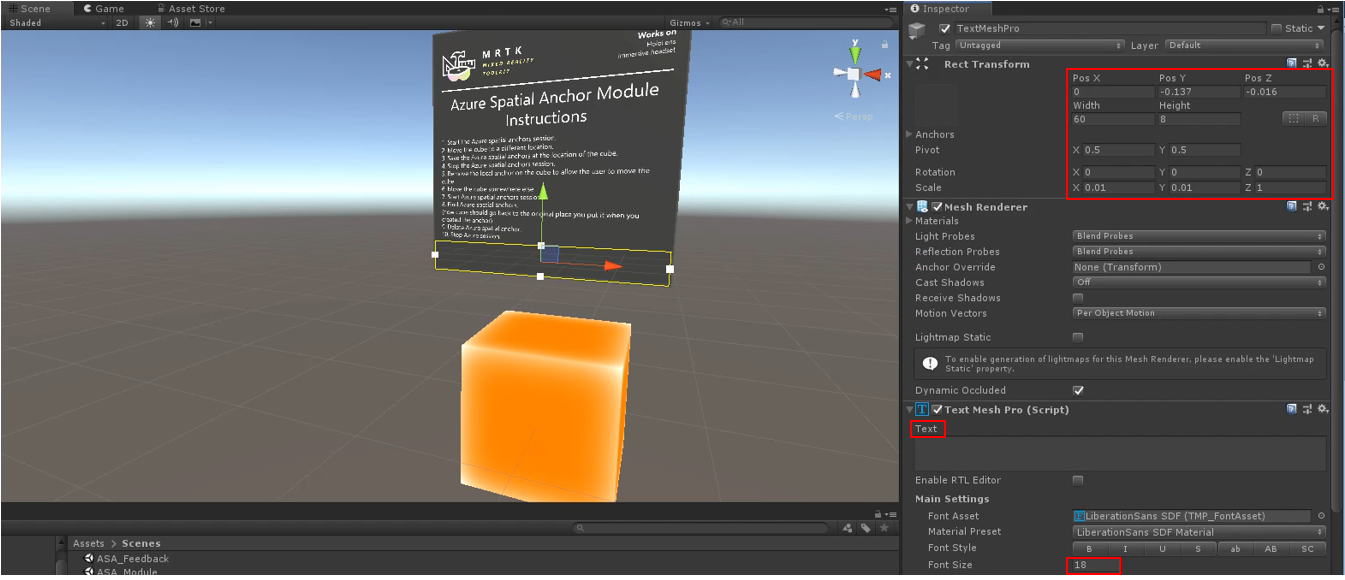 Scene Game Asset Store
Shaded 2D Gizmos All
y
x
Persp
Works on
HoloLens
immersive headset
MRTK
MIXED REALITY
TOOLKIT
Azure Spatial Anchor Module
Instructions
1. Start the Azure spatial anchors session.
2. Move the cube to a different location.
3. Save the Azure spatial anchors at the location of the cube.
4. Stop the Azure spatial anchors session.
5. Remove the local anchor on the cube to allow the user to move the
cube.
6. Move the cube somewhere else
7. Start Azure spatial anchors session
8. Find Azure spatial anchors.
(now cube should go back to the original place you put it when you
created the anchor)
9. Delete Azure spatial anchor.
10. Stop Azure session.
Assets > Scenes
ASA_Feedback
ASA_Module
Inspector
TextMeshPro Static
Tag Untagged Layer Default
Rect Transform
Pos X Pos Y Pos Z
0 -0.137 -0.016
Width Height
60 8
R
Anchors
Pivot X 0.5 Y 0.5
Rotation X 0 Y 0 Z 0
Scale X 0.01 Y 0.01 Z 1
Mesh Renderer
Materials
Light Probes Blend Probes
Reflection Probes Blend Probes
Anchor Override None (Transform)
Cast Shadows Off
Receive Shadows
Motion Vectors Per Object Motion
Lightmap Static
To enable generation of lightmaps for this Mesh Renderer, please enable the 'Lightmap
Static' property.
Dynamic Occluded
Text Mesh Pro (Script)
Text
Enable RTL Editor
Main Settings
Font Asset LiberationSans SDF (TMP_FontAsset)
Material Preset LiberationSans SDF Material
Font Style B I U S ab AB SC
Font Size 18